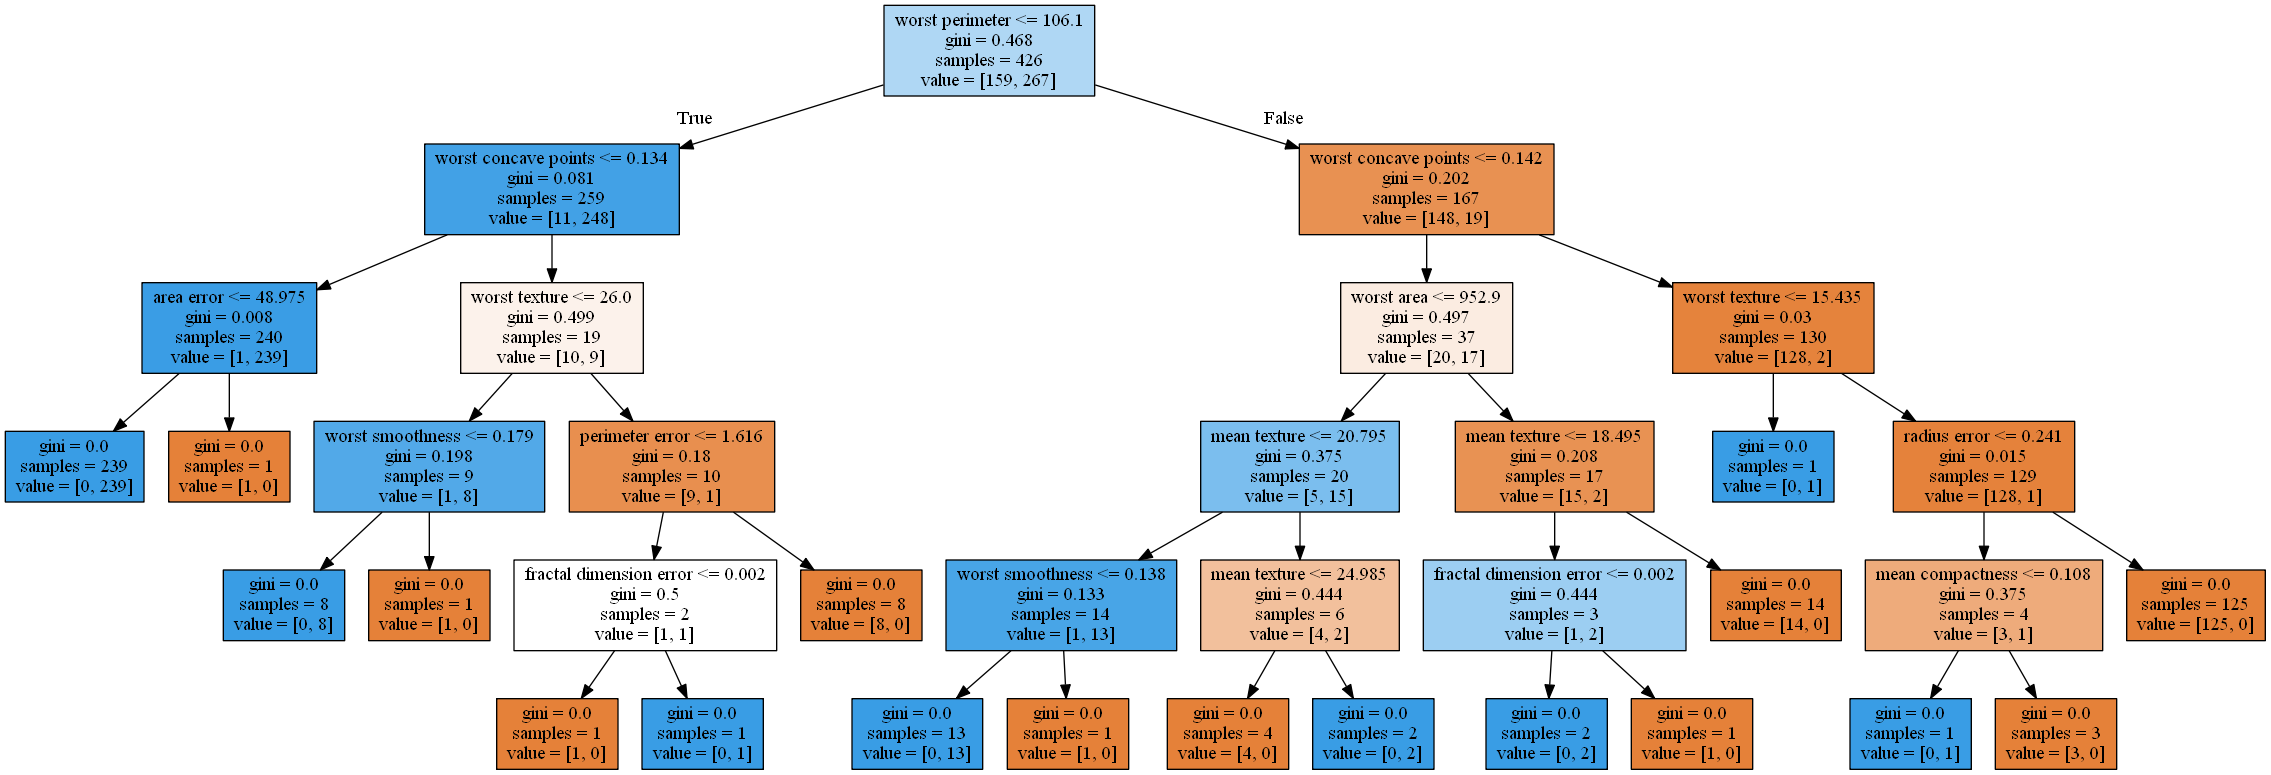 worst perimeter <= 106.1
gini = 0.468
samples = 426
value = [159, 267]
True
False
worst concave points <= 0.134
gini = 0.081
samples = 259
value = [11, 248]
worst concave points <= 0.142
gini = 0.202
samples = 167
value = [148, 19]
area error <= 48.975
gini = 0.008
samples = 240
value = [1, 239]
worst texture <= 26.0
gini = 0.499
samples = 19
value = [10, 9]
worst area <= 952.9
gini = 0.497
samples = 37
value = [20, 17]
worst texture <= 15.435
gini = 0.03
samples = 130
value = [128, 2]
gini = 0.0
samples = 239
value = [0, 239]
gini = 0.0
samples = 1
value = [1, 0]
worst smoothness <= 0.179
gini = 0.198
samples = 9
value = [1, 8]
perimeter error <= 1.616
gini = 0.18
samples = 10
value = [9, 1]
mean texture <= 20.795
gini = 0.375
samples = 20
value = [5, 15]
mean texture <= 18.495
gini = 0.208
samples = 17
value = [15, 2]
gini = 0.0
samples = 1
value = [0, 1]
radius error <= 0.241
gini = 0.015
samples = 129
value = [128, 1]
gini = 0.0
samples = 8
value = [0, 8]
gini = 0.0
samples = 1
value = [1, 0]
fractal dimension error <= 0.002
gini = 0.5
samples = 2
value = [1, 1]
gini = 0.0
samples = 8
value = [8, 0]
worst smoothness <= 0.138
gini = 0.133
samples = 14
value = [1, 13]
mean texture <= 24.985
gini = 0.444
samples = 6
value = [4, 2]
fractal dimension error <= 0.002
gini = 0.444
samples = 3
value = [1, 2]
gini = 0.0
samples = 14
value = [14, 0]
mean compactness <= 0.108
gini = 0.375
samples = 4
value = [3, 1]
gini = 0.0
samples = 125
value = [125, 0]
gini = 0.0
samples = 1
value = [1, 0]
gini = 0.0
samples = 1
value = [0, 1]
gini = 0.0
samples = 13
value = [0, 13]
gini = 0.0
samples = 1
value = [1, 0]
gini = 0.0
samples = 4
value = [4, 0]
gini = 0.0
samples = 2
value = [0, 2]
gini = 0.0
samples = 2
value = [0, 2]
gini = 0.0
samples = 1
value = [1, 0]
gini = 0.0
samples = 1
value = [0, 1]
gini = 0.0
samples = 3
value = [3, 0]